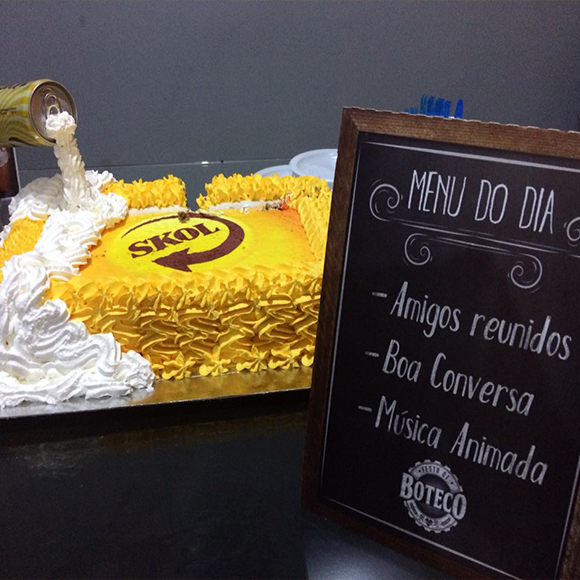 SKOL
MENU DO DIA
- Amigos reunidos
- Boa Conversa
- Música Animada
BOTECO